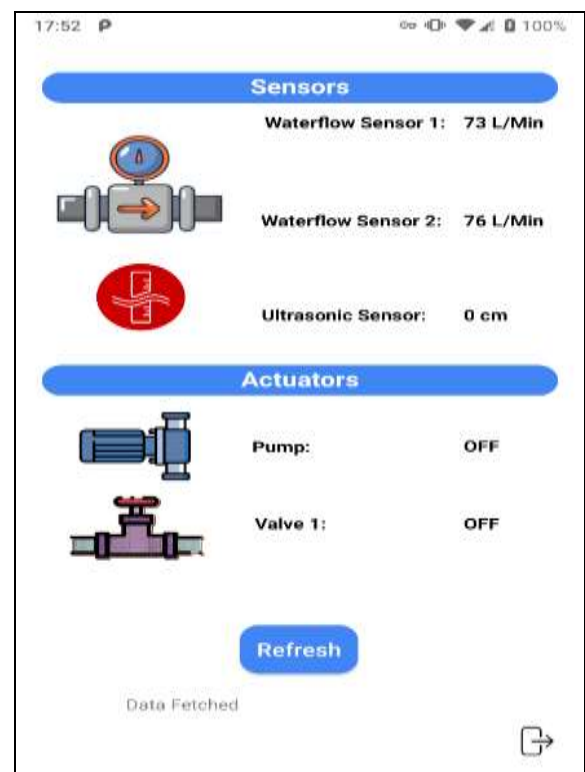 17:52 100%
Sensors
Waterflow Sensor 1: 73 L/Min
Waterflow Sensor 2: 76 L/Min
Ultrasonic Sensor: 0 cm
Actuators
Pump: OFF
Valve 1: OFF
Refresh
Data Fetched